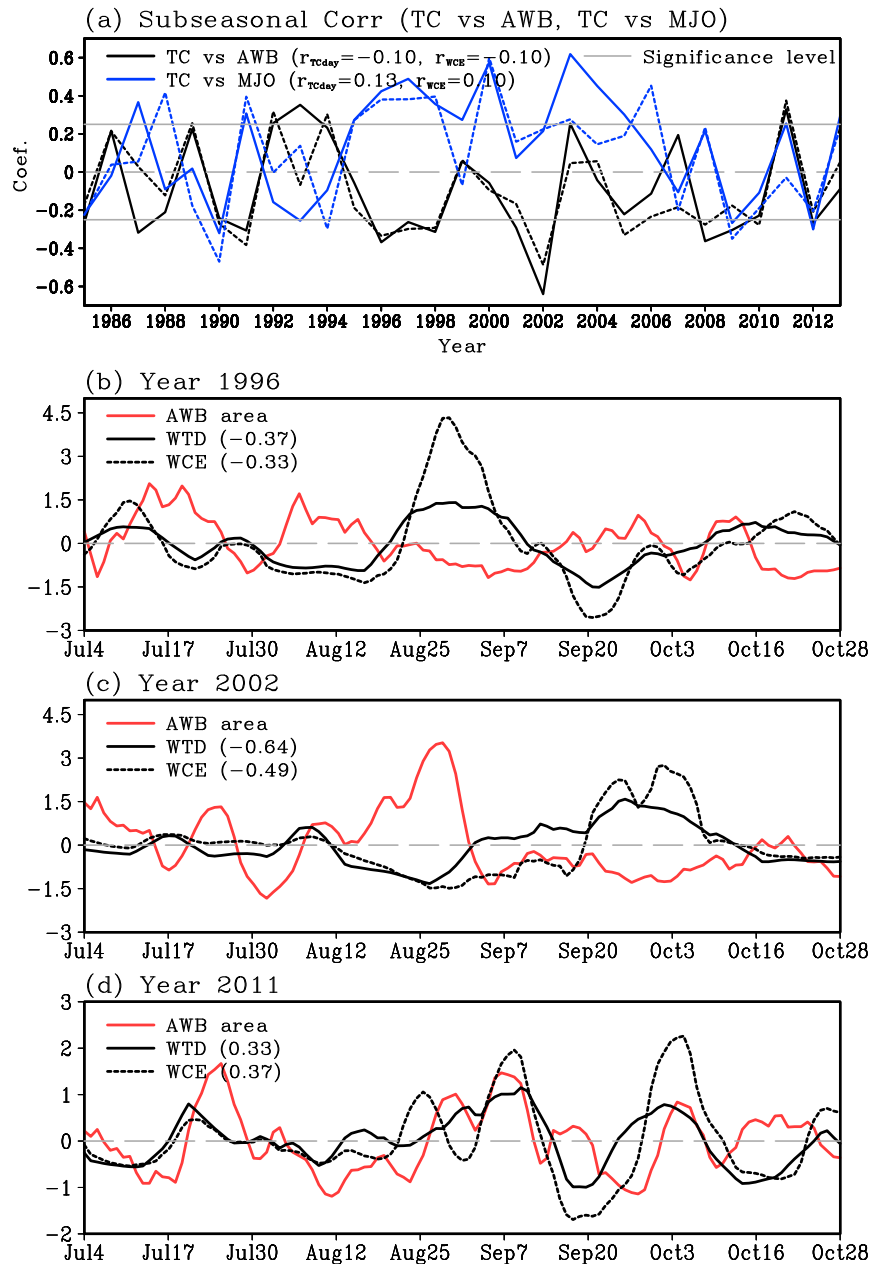 (a) Subseasonal Corr (TC vs AWB, TC vs MJO)
TC vs AWB (rTCday=−0.10, rWCE=−0.10)
Significance level
TC vs MJO (rTCday=0.13, rWCE=0.10)
Coef.
0.6
0.4
0.2
0
-0.2
-0.4
-0.6
1986 1988 1990 1992 1994 1996 1998 2000 2002 2004 2006 2008 2010 2012
Year
(b) Year 1996
AWB area
WTD (−0.37)
WCE (−0.33)
4.5
3
1.5
0
-1.5
-3
Jul4 Jul17 Jul30 Aug12 Aug25 Sep7 Sep20 Oct3 Oct16 Oct28
(c) Year 2002
AWB area
WTD (−0.64)
WCE (−0.49)
4.5
3
1.5
0
-1.5
-3
Jul4 Jul17 Jul30 Aug12 Aug25 Sep7 Sep20 Oct3 Oct16 Oct28
(d) Year 2011
AWB area
WTD (0.33)
WCE (0.37)
3
2
1
0
-1
-2
Jul4 Jul17 Jul30 Aug12 Aug25 Sep7 Sep20 Oct3 Oct16 Oct28